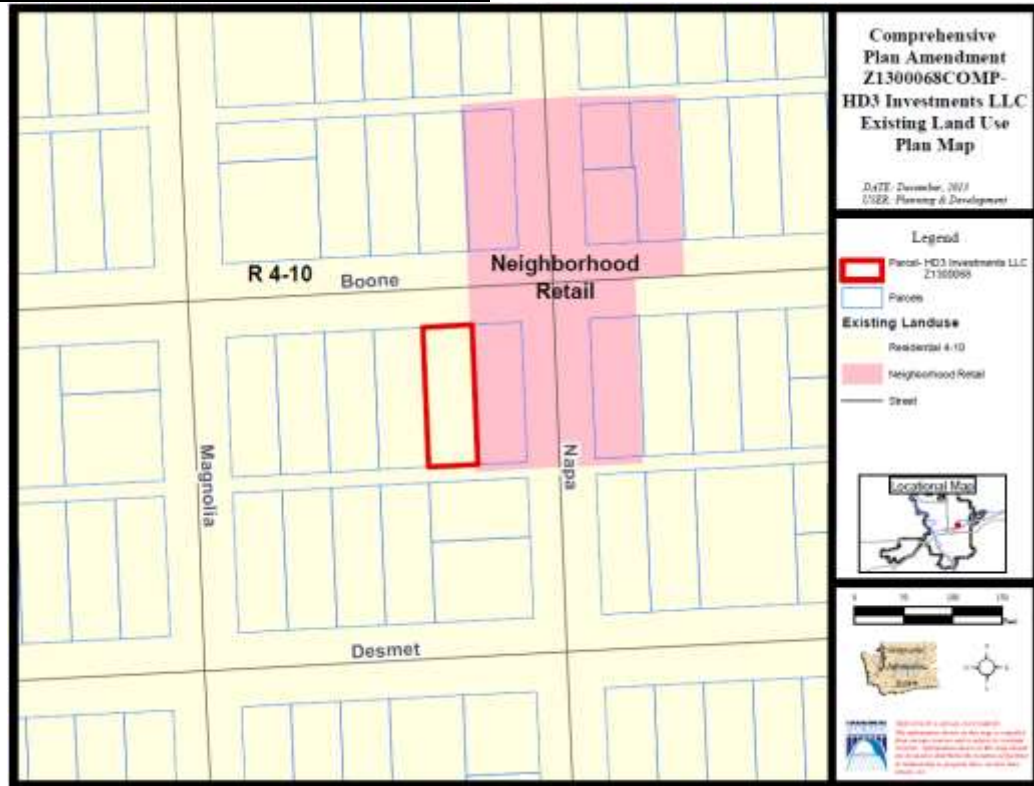 Comprehensive
Plan Amendment
Z1300068COMP-
HD3 Investments LLC
Existing Land Use
Plan Map
DATE: December, 2013
USER: Planning & Development
Legend
Parcel- HD3 Investments LLC
Z1300068
Parcels
Existing Landuse
Residential 4-10
Neighborhood Retail
Street
Locational Map
R 4-10
Boone
Neighborhood
Retail
Magnolia
Napa
Desmet